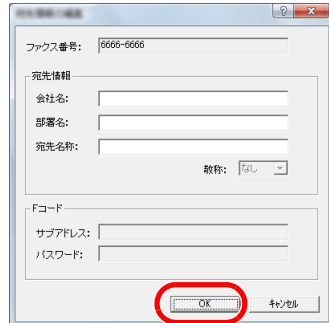 ファクス番号: 6666-6666
宛先情報
会社名:
部署名:
宛先名称:
敬称: なし
Fコード
サブアドレス:
パスワード:
OK キャンセル